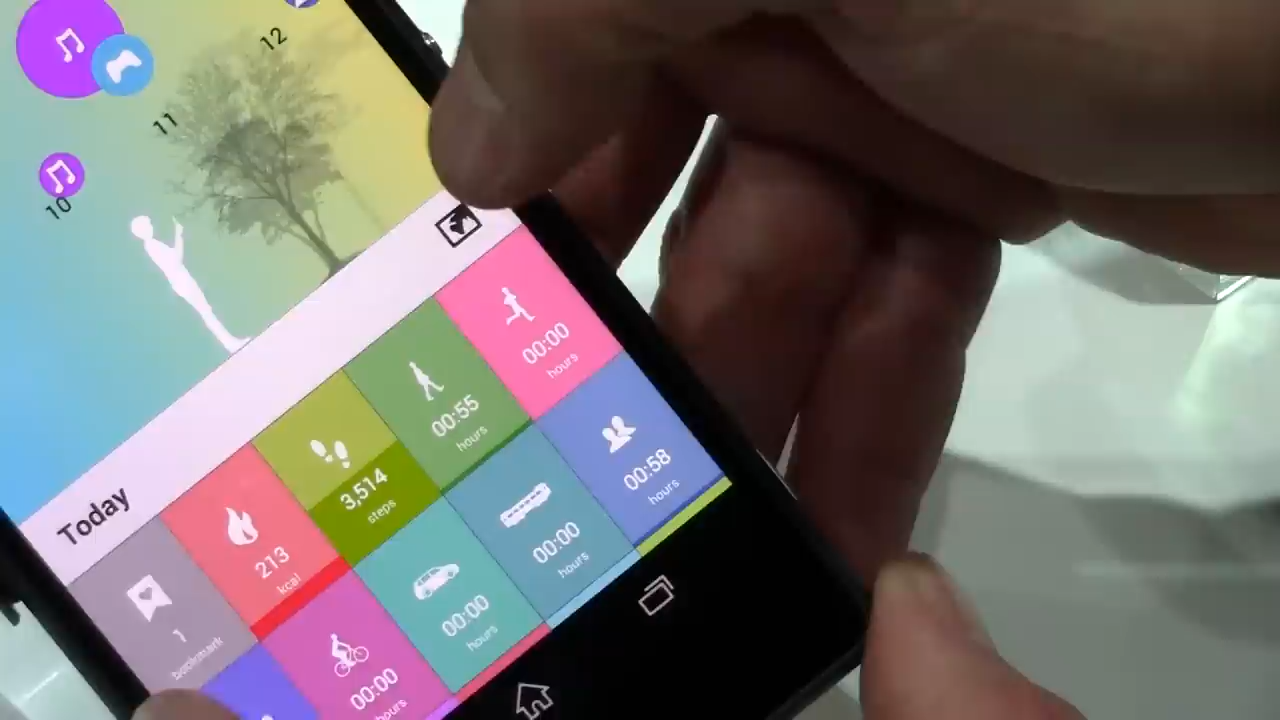 12
11
10
Today
1
bookmark
213
kcal
3,514
steps
00:55
hours
00:00
hours
00:00
hours
00:00
hours
00:00
hours
00:58
hours